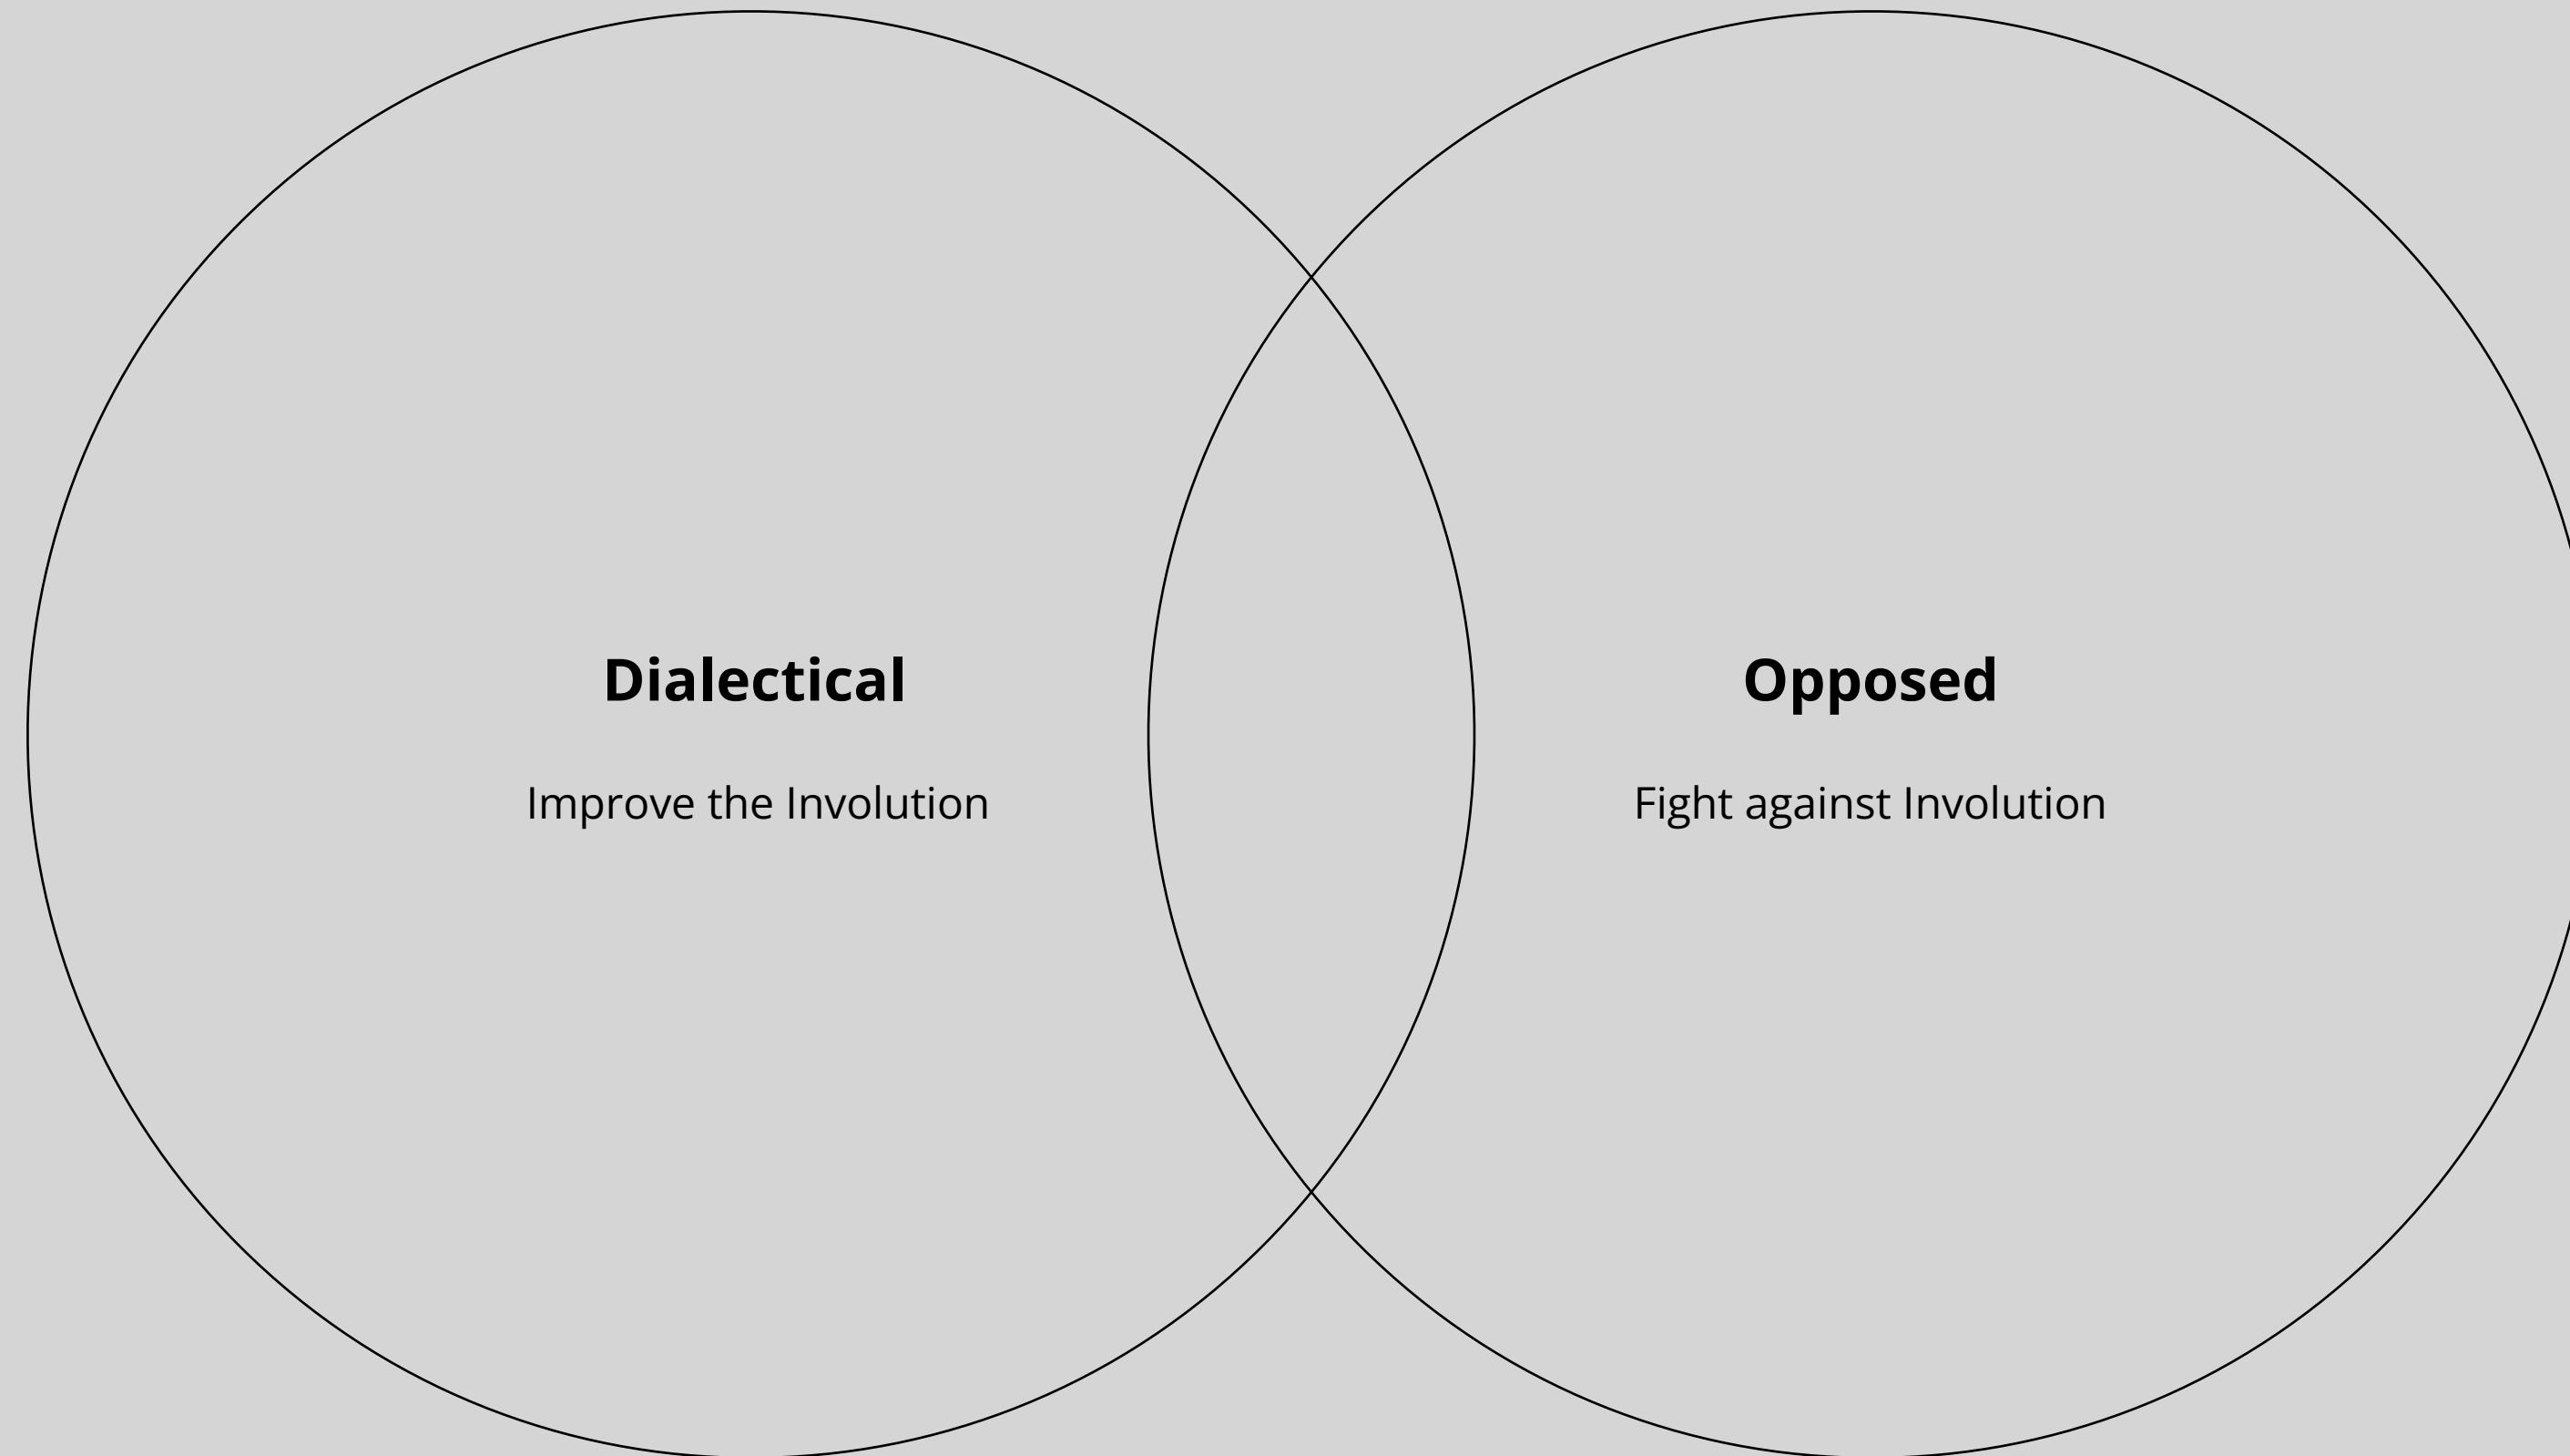 Dialectical
Improve the Involution
Opposed
Fight against Involution